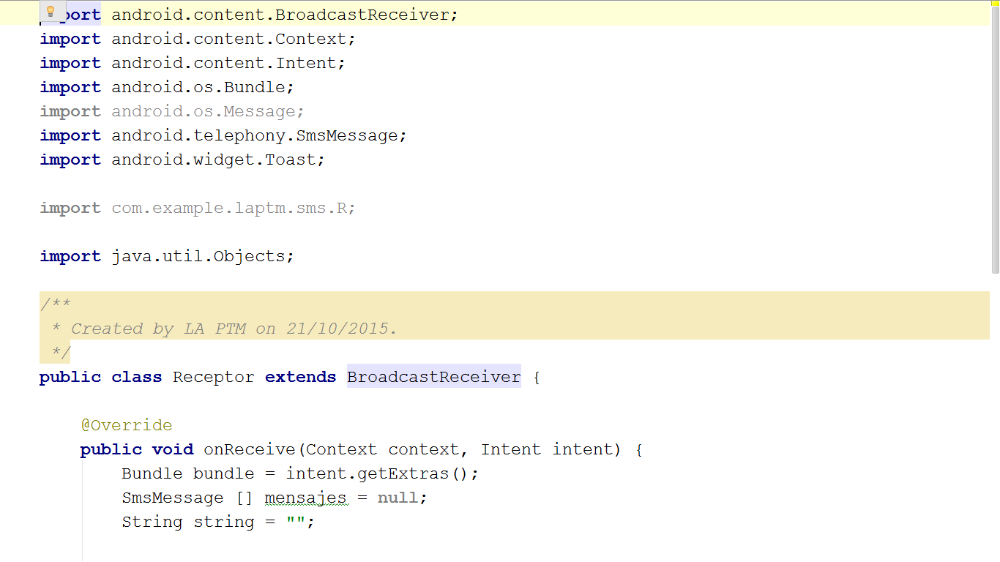 port android.content.BroadcastReceiver;
import android.content.Context;
import android.content.Intent;
import android.os.Bundle;
import android.os.Message;
import android.telephony.SmsMessage;
import android.widget.Toast;
import com.example.laptm.sms.R;
import java.util.Objects;
/**
* Created by LA PTM on 21/10/2015.
*/
public class Receptor extends BroadcastReceiver {
@Override
public void onReceive(Context context, Intent intent) {
Bundle bundle = intent.getExtras();
SmsMessage [] mensajes = null;
String string = "";